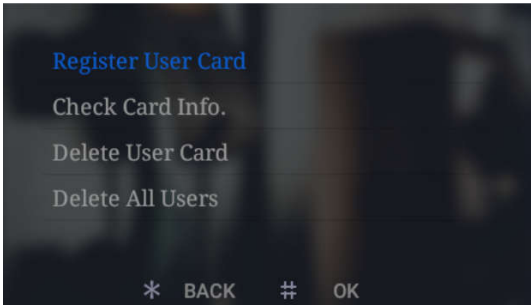 Register User Card
Check Card Info.
Delete User Card
Delete All Users
* BACK # OK